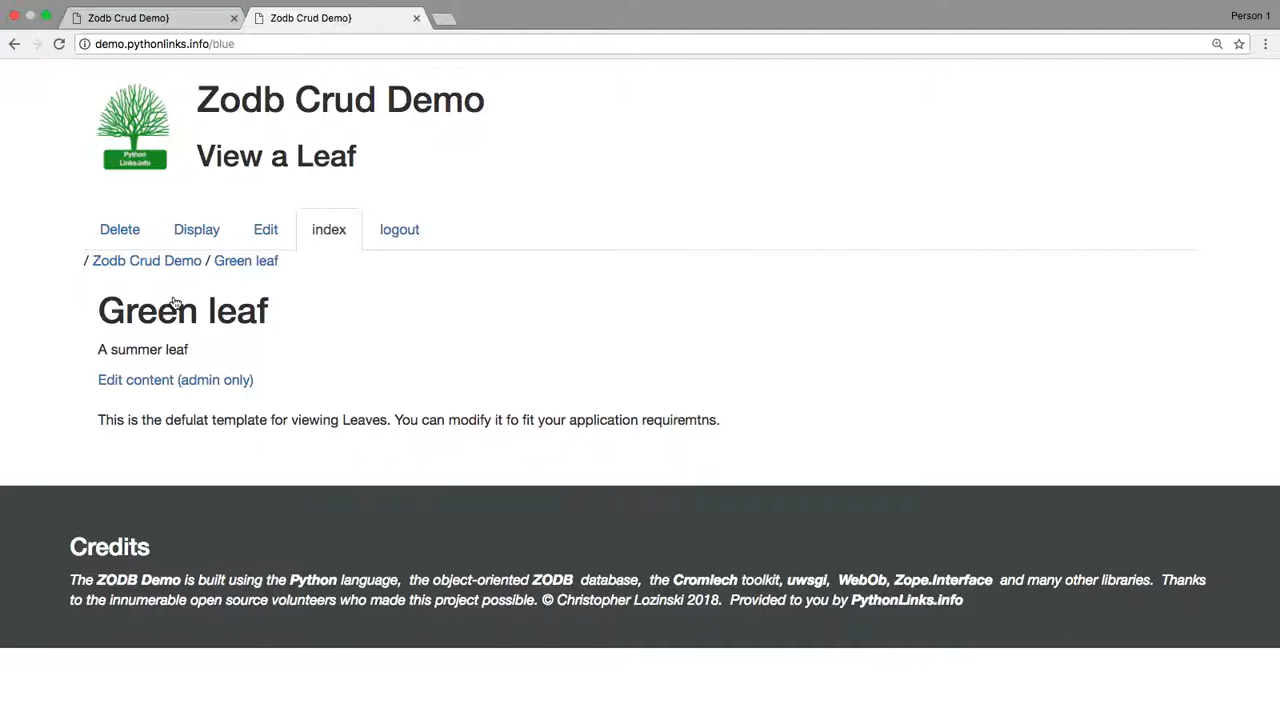 Zodb Crud Demo}
Zodb Crud Demo}
Person 1
demo.pythonlinks.info/blue
Python
Links.info
Zodb Crud Demo
View a Leaf
Delete Display Edit index logout
/ Zodb Crud Demo / Green leaf
Green leaf
A summer leaf
Edit content (admin only)
This is the defulat template for viewing Leaves. You can modify it fo fit your application requiremtns.
Credits
The ZODB Demo is built using the Python language, the object-oriented ZODB database, the Cromlech toolkit, uwsgi, WebOb, Zope.Interface and many other libraries. Thanks
to the innumerable open source volunteers who made this project possible. © Christopher Lozinski 2018. Provided to you by PythonLinks.info